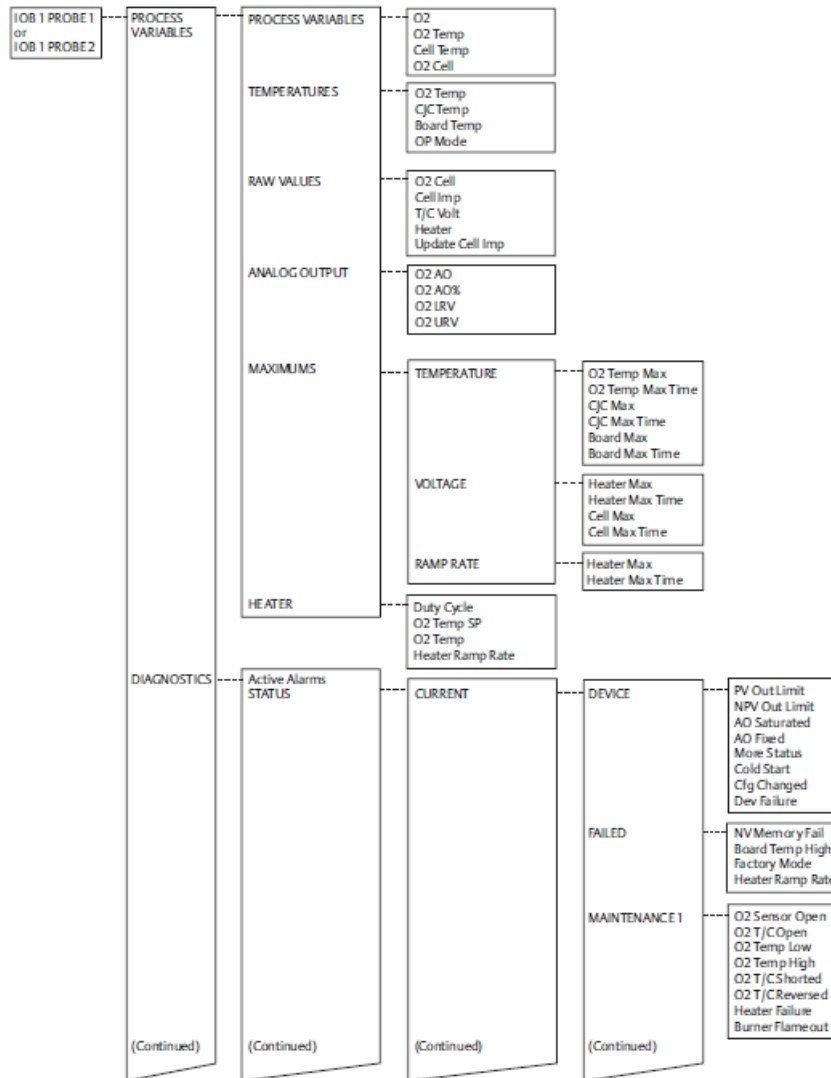 IOB 1 PROBE 1
or
IOB 1 PROBE 2
PROCESS
VARIABLES
PROCESS VARIABLES
O2
O2 Temp
Cell Temp
O2 Cell
TEMPERATURES
O2 Temp
CJC Temp
Board Temp
OP Mode
RAW VALUES
O2 Cell
Cell Imp
T/C Volt
Heater
Update Cell Imp
ANALOG OUTPUT
O2 AO
O2 AO%
O2 LRV
O2 URV
MAXIMUMS
TEMPERATURE
O2 Temp Max
O2 Temp Max Time
CJC Max
CJC Max Time
Board Max
Board Max Time
VOLTAGE
Heater Max
Heater Max Time
Cell Max
Cell Max Time
RAMP RATE
Heater Max
Heater Max Time
HEATER
Duty Cycle
O2 Temp SP
O2 Temp
Heater Ramp Rate
DIAGNOSTICS
Active Alarms
STATUS
CURRENT
DEVICE
PV Out Limit
NPV Out Limit
AO Saturated
AO Fixed
More Status
Cold Start
Cfg Changed
Dev Failure
FAILED
NV Memory Fail
Board Temp High
Factory Mode
Heater Ramp Rate
MAINTENANCE 1
O2 Sensor Open
O2 T/C Open
O2 Temp Low
O2 Temp High
O2 T/C Shorted
O2 T/C Reversed
Heater Failure
Burner Flameout
(Continued)
(Continued)
(Continued)
(Continued)